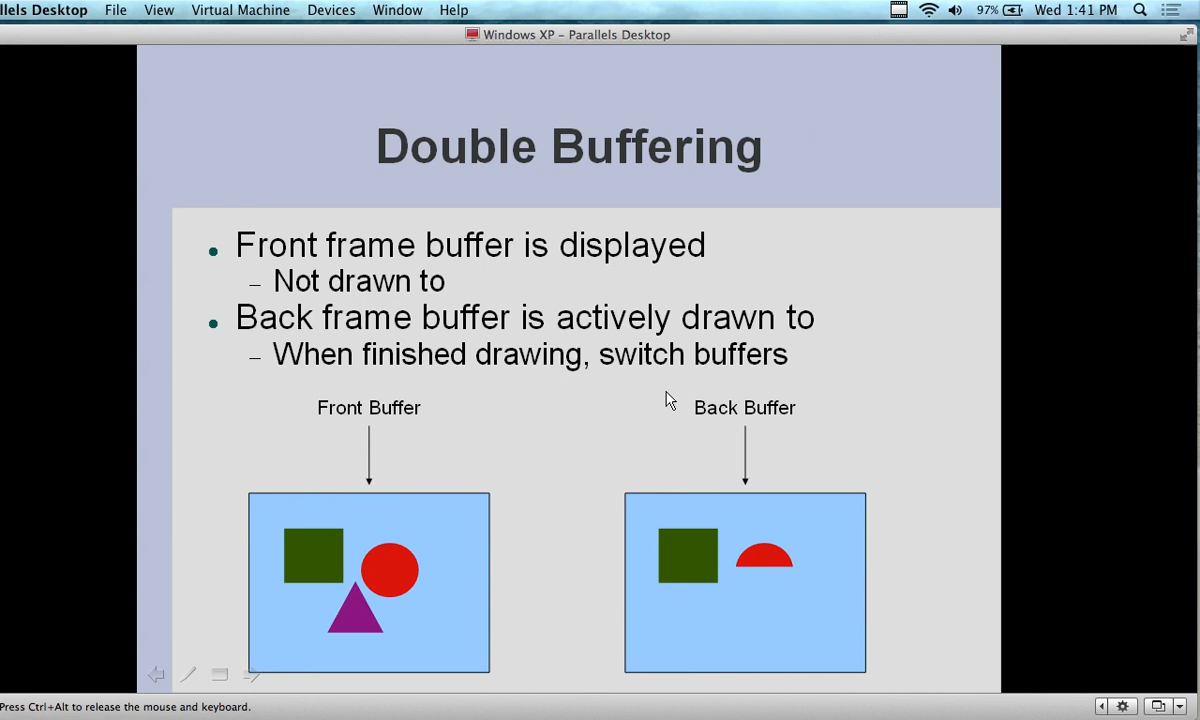 llels Desktop File View Virtual Machine Devices Window Help 97% Wed 1:41 PM
Windows XP - Parallels Desktop
Double Buffering
Front frame buffer is displayed
– Not drawn to
Back frame buffer is actively drawn to
– When finished drawing, switch buffers
Front Buffer
Back Buffer
Press Ctrl+Alt to release the mouse and keyboard.